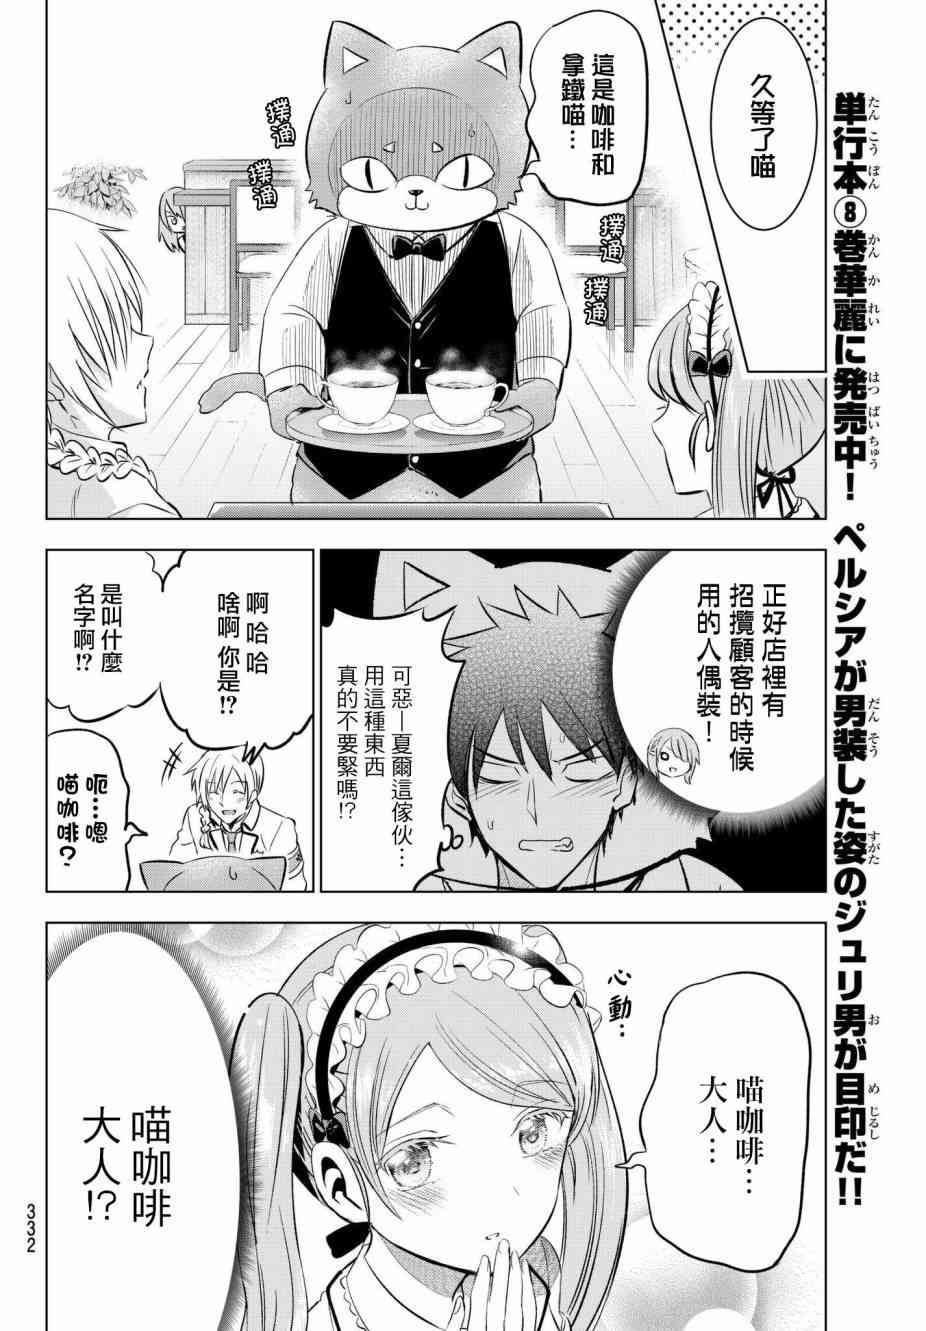 単行本⑧巻華麗に発売中！ ペルシアが男装した姿のジュリ男が目印だ!!
たん こう ぼん かん か れい はつ ばい ちゅう だん そう すがた お め じるし
久等了喵
這是咖啡和
拿鐵喵…
撲通
撲通
撲通
撲通
正好店裡有
招攬顧客的時候
用的人偶裝！
可惡—夏爾這傢伙…
用這種東西
真的不要緊嗎!?
啊 哈哈
啥啊 你是!?
是叫什麼
名字啊!?
呃…嗯
喵咖啡？
心動…
喵咖啡…
大人…
喵咖啡
大人!?
332